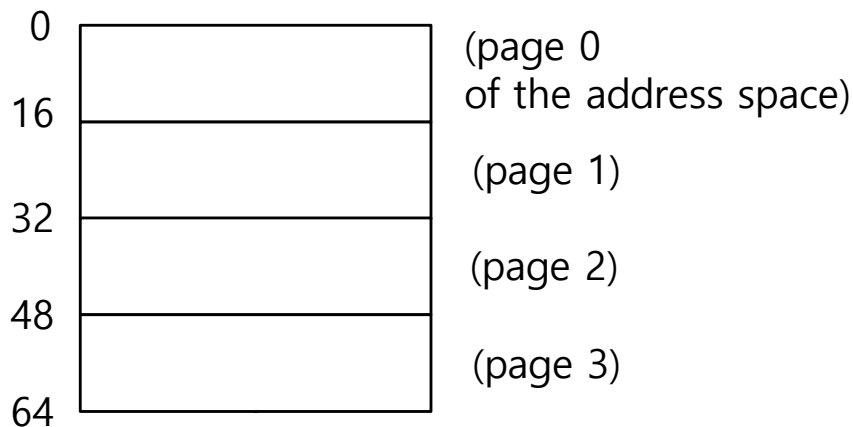 0
(page 0
of the address space)
16
(page 1)
32
(page 2)
48
(page 3)
64